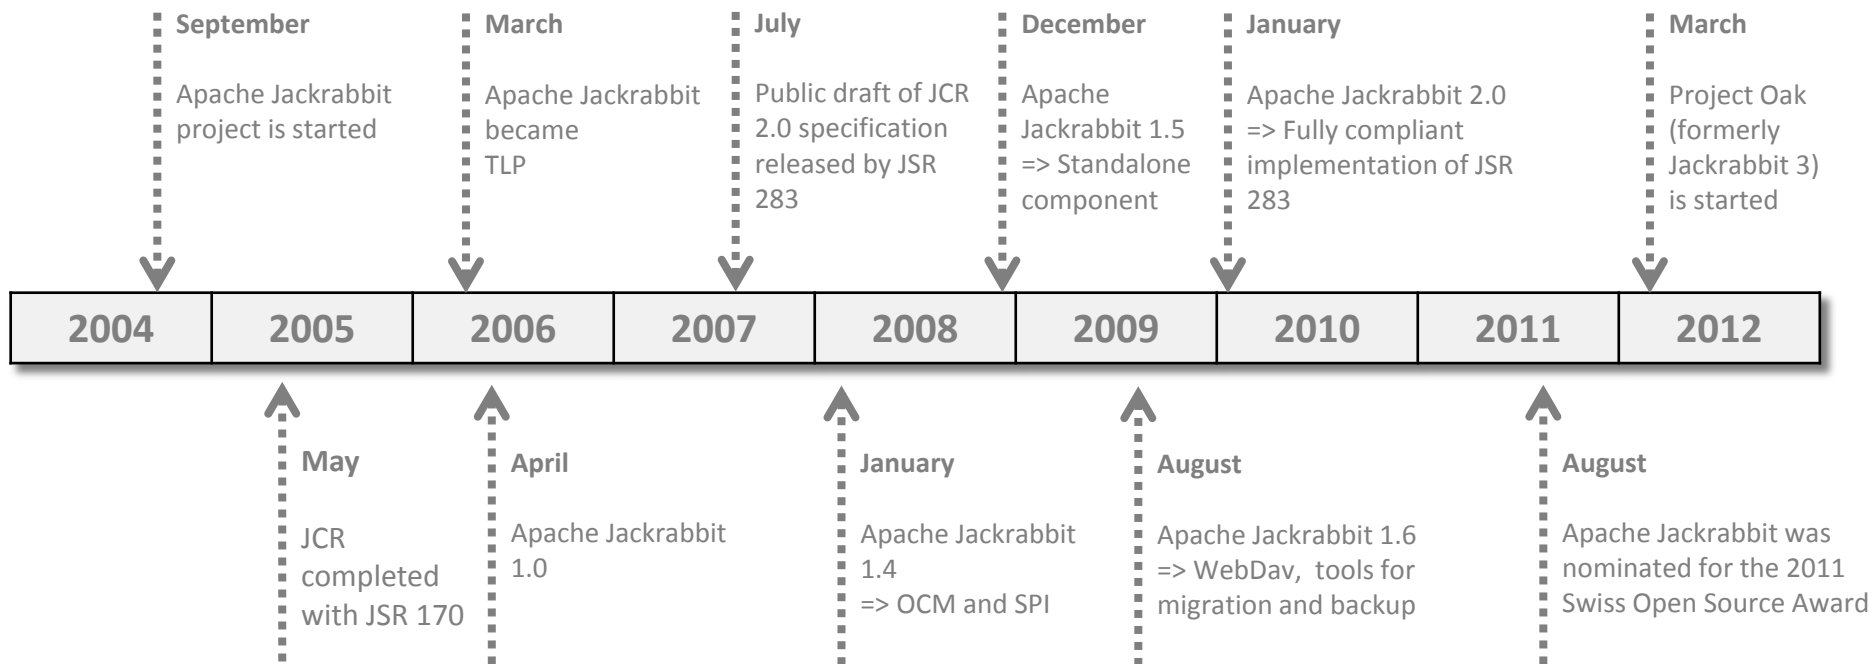 September
Apache Jackrabbit
project is started
March
Apache Jackrabbit
became
TLP
July
Public draft of JCR
2.0 specification
released by JSR
283
December
Apache
Jackrabbit 1.5
=> Standalone
component
January
Apache Jackrabbit 2.0
=> Fully compliant
implementation of JSR
283
March
Project Oak
(formerly
Jackrabbit 3)
is started
2004
2005
2006
2007
2008
2009
2010
2011
2012
May
JCR
completed
with JSR 170
April
Apache Jackrabbit
1.0
January
Apache Jackrabbit
1.4
=> OCM and SPI
August
Apache Jackrabbit 1.6
=> WebDav, tools for
migration and backup
August
Apache Jackrabbit was
nominated for the 2011
Swiss Open Source Award